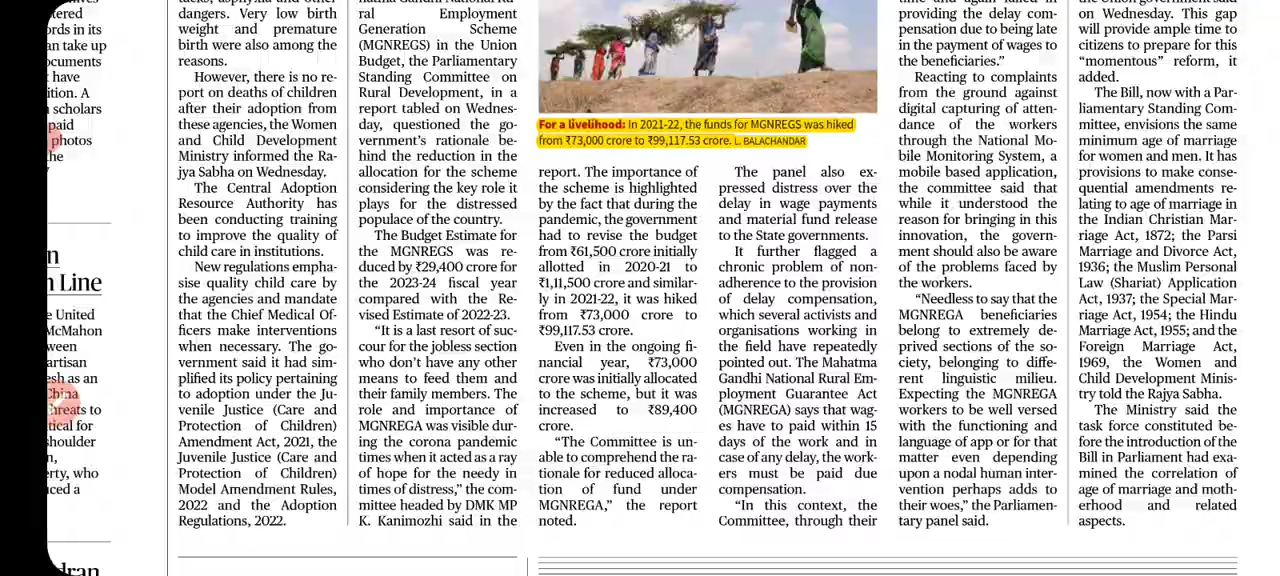 ords in its
an take up
have
ition. A
scholars
paid
photos
Line
United
McMahon
esh as an
China
threats to
shoulder
erty, who
dangers. Very low birth
weight and premature
birth were also among the
reasons.
However, there is no re-
port on deaths of children
after their adoption from
these agencies, the Women
and Child Development
Ministry informed the Ra-
jya Sabha on Wednesday.
The Central Adoption
Resource Authority has
been conducting training
to improve the quality of
child care in institutions.
New regulations empha-
sise quality child care by
the agencies and mandate
that the Chief Medical Of-
ficers make interventions
when necessary. The go-
vernment said it had sim-
plified its policy pertaining
to adoption under the Ju-
venile Justice (Care and
Protection of Children)
Amendment Act, 2021, the
Juvenile Justice (Care and
Protection of Children)
Model Amendment Rules,
2022 and the Adoption
Regulations, 2022.
ral Employment
Generation Scheme
(MGNREGS) in the Union
Budget, the Parliamentary
Standing Committee on
Rural Development, in a
report tabled on Wednes-
day, questioned the go-
vernment's rationale be-
hind the reduction in the
allocation for the scheme
considering the key role it
plays for the distressed
populace of the country.
The Budget Estimate for
the MGNREGS was re-
duced by ₹29,400 crore for
the 2023-24 fiscal year
compared with the Re-
vised Estimate of 2022-23.
“It is a last resort of suc-
cour for the jobless section
who don't have any other
means to feed them and
their family members. The
role and importance of
MGNREGA was visible dur-
ing the corona pandemic
times when it acted as a ray
of hope for the needy in
times of distress,” the com-
mittee headed by DMK MP
K. Kanimozhi said in the
For a livelihood: In 2021-22, the funds for MGNREGS was hiked
from ₹73,000 crore to ₹99,117.53 crore. L. BALACHANDAR
report. The importance of
the scheme is highlighted
by the fact that during the
pandemic, the government
had to revise the budget
from ₹61,500 crore initially
allotted in 2020-21 to
₹1,11,500 crore and similar-
ly in 2021-22, it was hiked
from ₹73,000 crore to
₹99,117.53 crore.
Even in the ongoing fi-
nancial year, ₹73,000
crore was initially allocated
to the scheme, but it was
increased to ₹89,400
crore.
“The Committee is un-
able to comprehend the ra-
tionale for reduced alloca-
tion of fund under
MGNREGA,” the report
noted.
The panel also ex-
pressed distress over the
delay in wage payments
and material fund release
to the State governments.
It further flagged a
chronic problem of non-
adherence to the provision
of delay compensation,
which several activists and
organisations working in
the field have repeatedly
pointed out. The Mahatma
Gandhi National Rural Em-
ployment Guarantee Act
(MGNREGA) says that wag-
es have to paid within 15
days of the work and in
case of any delay, the work-
ers must be paid due
compensation.
“In this context, the
Committee, through their
providing the delay com-
pensation due to being late
in the payment of wages to
the beneficiaries.”
Reacting to complaints
from the ground against
digital capturing of atten-
dance of the workers
through the National Mo-
bile Monitoring System, a
mobile based application,
the committee said that
while it understood the
reason for bringing in this
innovation, the govern-
ment should also be aware
of the problems faced by
the workers.
“Needless to say that the
MGNREGA beneficiaries
belong to extremely de-
prived sections of the so-
ciety, belonging to diffe-
rent linguistic milieu.
Expecting the MGNREGA
workers to be well versed
with the functioning and
language of app or for that
matter even depending
upon a nodal human inter-
vention perhaps adds to
their woes,” the Parliamen-
tary panel said.
on Wednesday. This gap
will provide ample time to
citizens to prepare for this
“momentous” reform, it
added.
The Bill, now with a Par-
liamentary Standing Com-
mittee, envisions the same
minimum age of marriage
for women and men. It has
provisions to make conse-
quential amendments re-
lating to age of marriage in
the Indian Christian Mar-
riage Act, 1872; the Parsi
Marriage and Divorce Act,
1936; the Muslim Personal
Law (Shariat) Application
Act, 1937; the Special Mar-
riage Act, 1954; the Hindu
Marriage Act, 1955; and the
Foreign Marriage Act,
1969, the Women and
Child Development Minis-
try told the Rajya Sabha.
The Ministry said the
task force constituted be-
fore the introduction of the
Bill in Parliament had exa-
mined the correlation of
age of marriage and moth-
erhood and related
aspects.